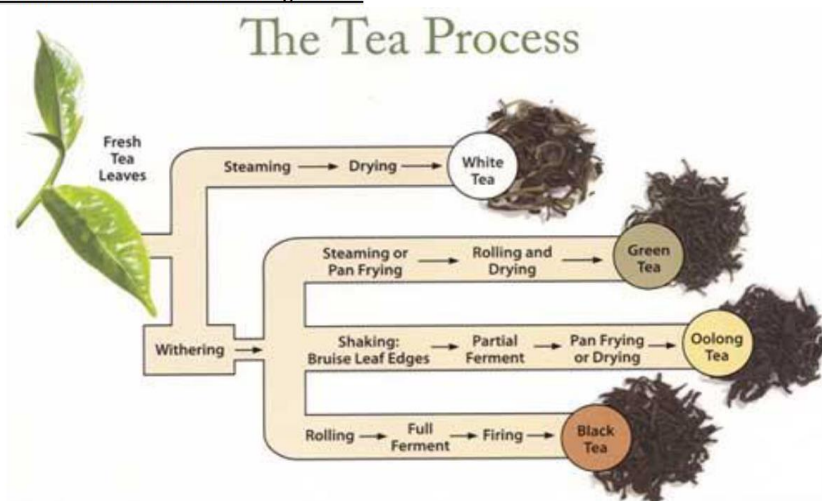 The Tea Process
Fresh
Tea
Leaves
Steaming
Drying
White
Tea
Withering
Steaming or
Pan Frying
Rolling and
Drying
Green
Tea
Shaking:
Bruise Leaf Edges
Partial
Ferment
Pan Frying
or Drying
Oolong
Tea
Rolling
Full
Ferment
Firing
Black
Tea